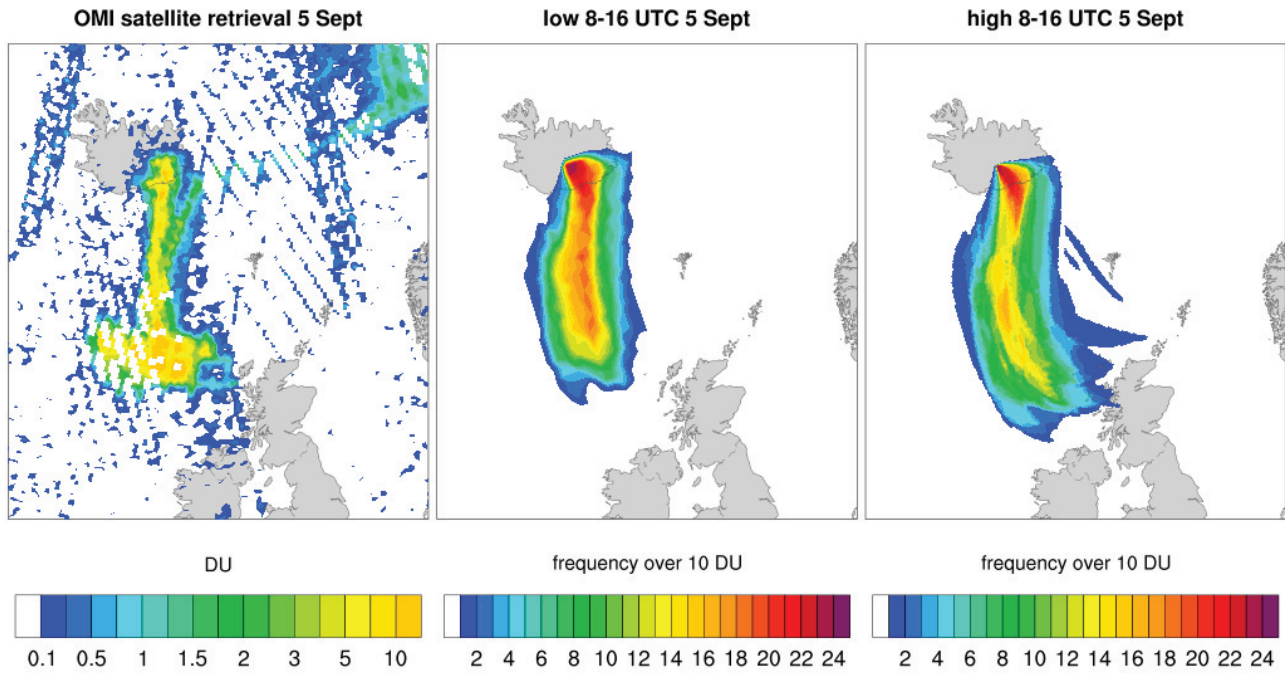 OMI satellite retrieval 5 Sept
low 8-16 UTC 5 Sept
high 8-16 UTC 5 Sept
DU
frequency over 10 DU
frequency over 10 DU
0.1 0.5 1 1.5 2 3 5 10
2 4 6 8 10 12 14 16 18 20 22 24
2 4 6 8 10 12 14 16 18 20 22 24